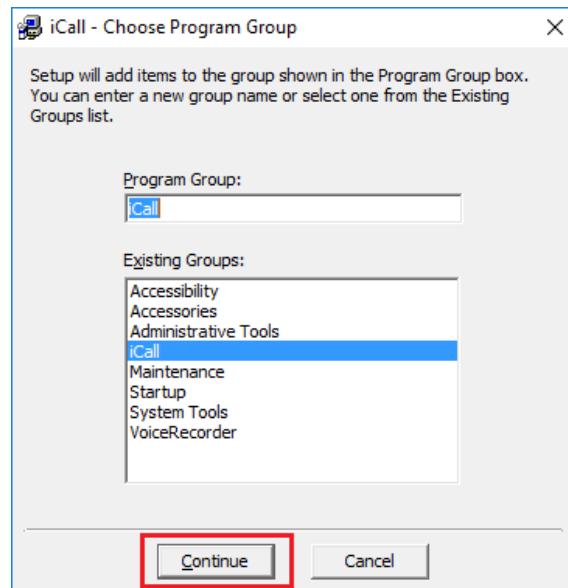 iCall - Choose Program Group
Setup will add items to the group shown in the Program Group box.
You can enter a new group name or select one from the Existing
Groups list.
Program Group:
iCall
Existing Groups:
Accessibility
Accessories
Administrative Tools
iCall
Maintenance
Startup
System Tools
VoiceRecorder
Continue
Cancel